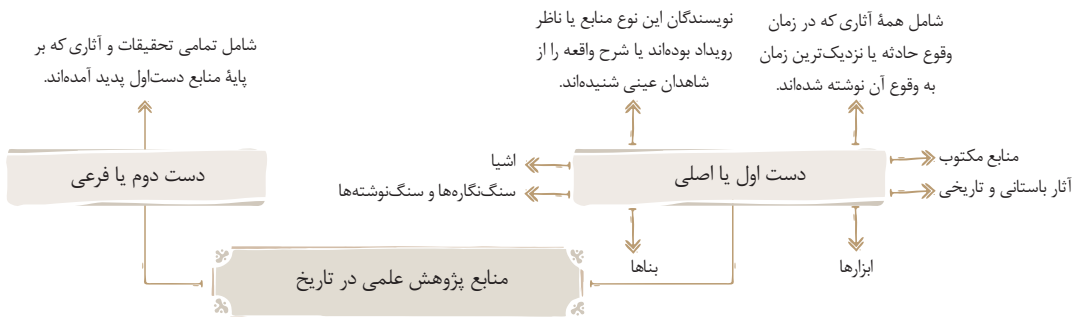 شامل همهٔ آثاری که در زمان
وقوع حادثه یا نزدیک‌ترین زمان
به وقوع آن نوشته شده‌اند.
نویسندگان این نوع منابع یا ناظر
رویداد بوده‌اند یا شرح واقعه را از
شاهدان عینی شنیده‌اند.
شامل تمامی تحقیقات و آثاری که بر
پایهٔ منابع دست‌اول پدید آمده‌اند.
منابع مکتوب
آثار باستانی و تاریخی
دست اول یا اصلی
اشیا
سنگ‌نگاره‌ها و سنگ‌نوشته‌ها
دست دوم یا فرعی
ابزارها
بناها
منابع پژوهش علمی در تاریخ